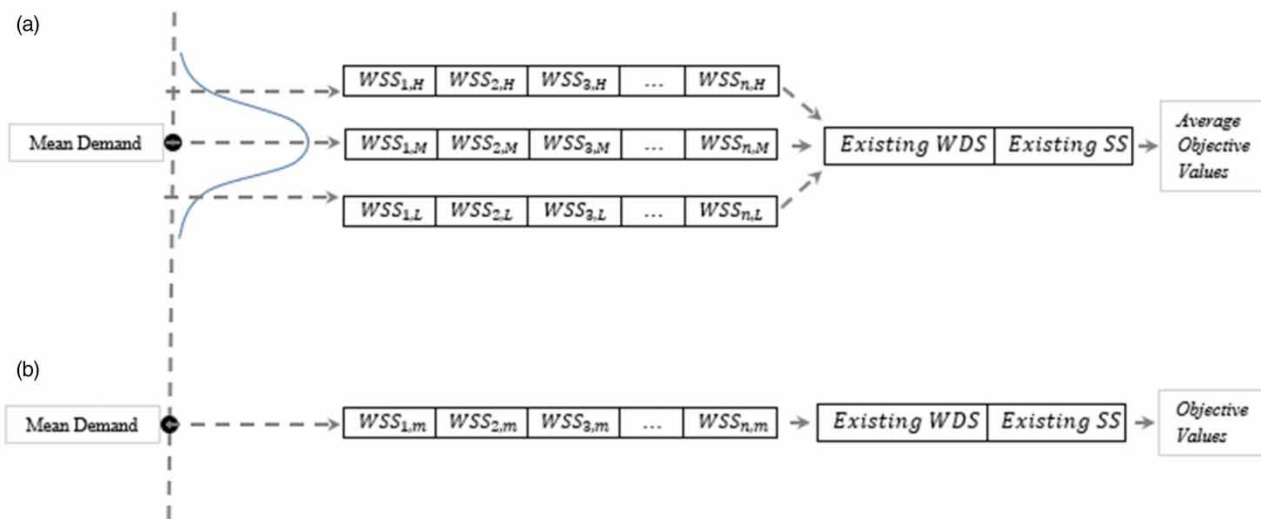 (a)
WSS1,H WSS2,H WSS3,H ... WSSn,H
Mean Demand
WSS1,M WSS2,M WSS3,M ... WSSn,M
Existing WDS Existing SS
Average
Objective
Values
WSS1,L WSS2,L WSS3,L ... WSSn,L
(b)
Mean Demand
WSS1,m WSS2,m WSS3,m ... WSSn,m
Existing WDS Existing SS
Objective
Values